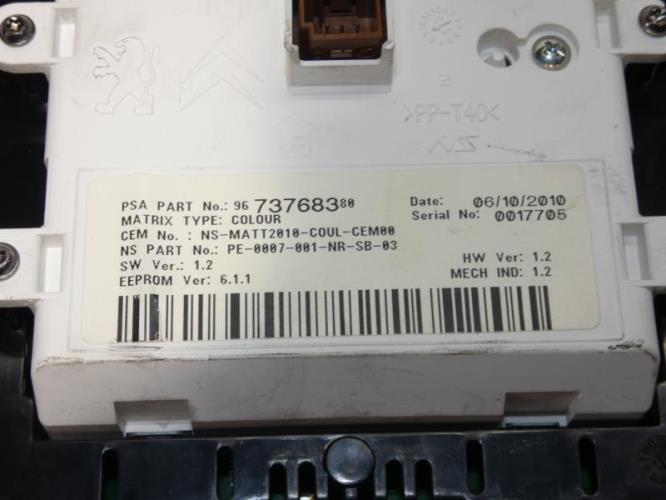 2
>PP-T40<
NS
PSA PART No.: 96 737683 80
Date: 06/10/2010
MATRIX TYPE: COLOUR
Serial No: 0017705
CEM No.: NS-MATT2010-COUL-CEM00
NS PART No.: PE-0007-001-NR-SB-03
SW Ver.: 1.2
HW Ver: 1.2
EEPROM Ver: 6.1.1
MECH IND: 1.2